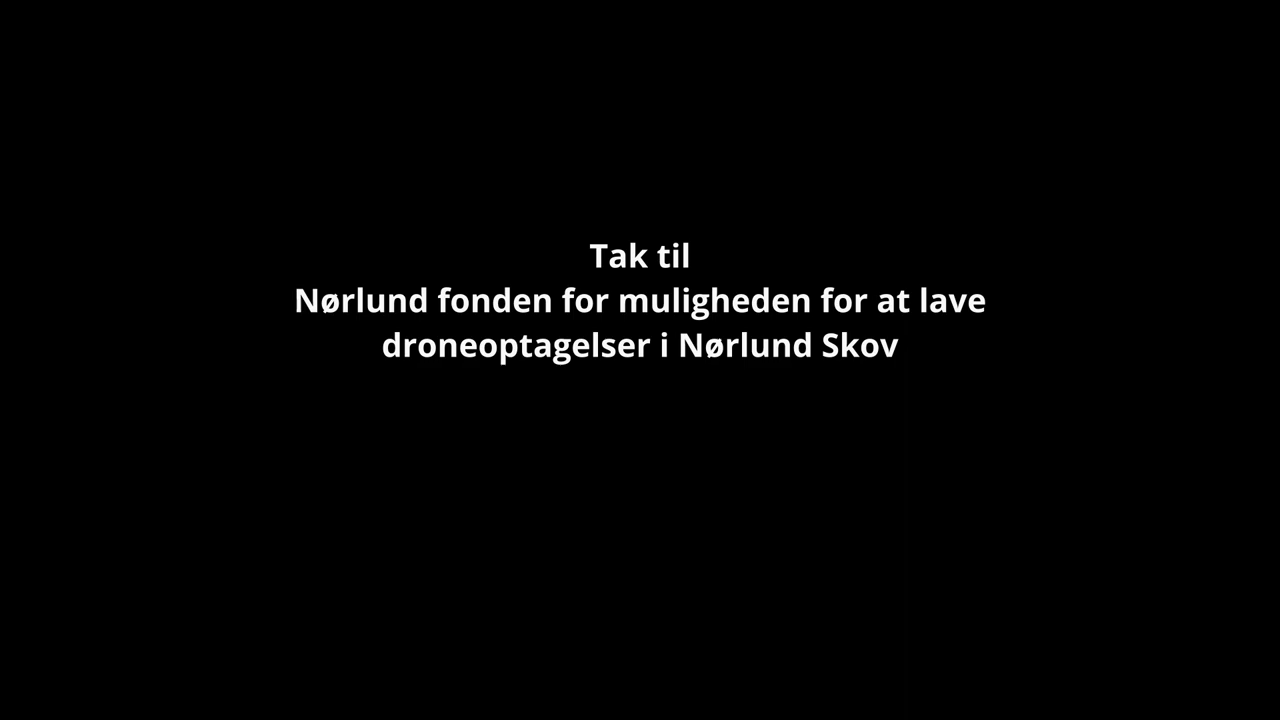 Tak til
Nørlund fonden for muligheden for at lave
droneoptagelser i Nørlund Skov